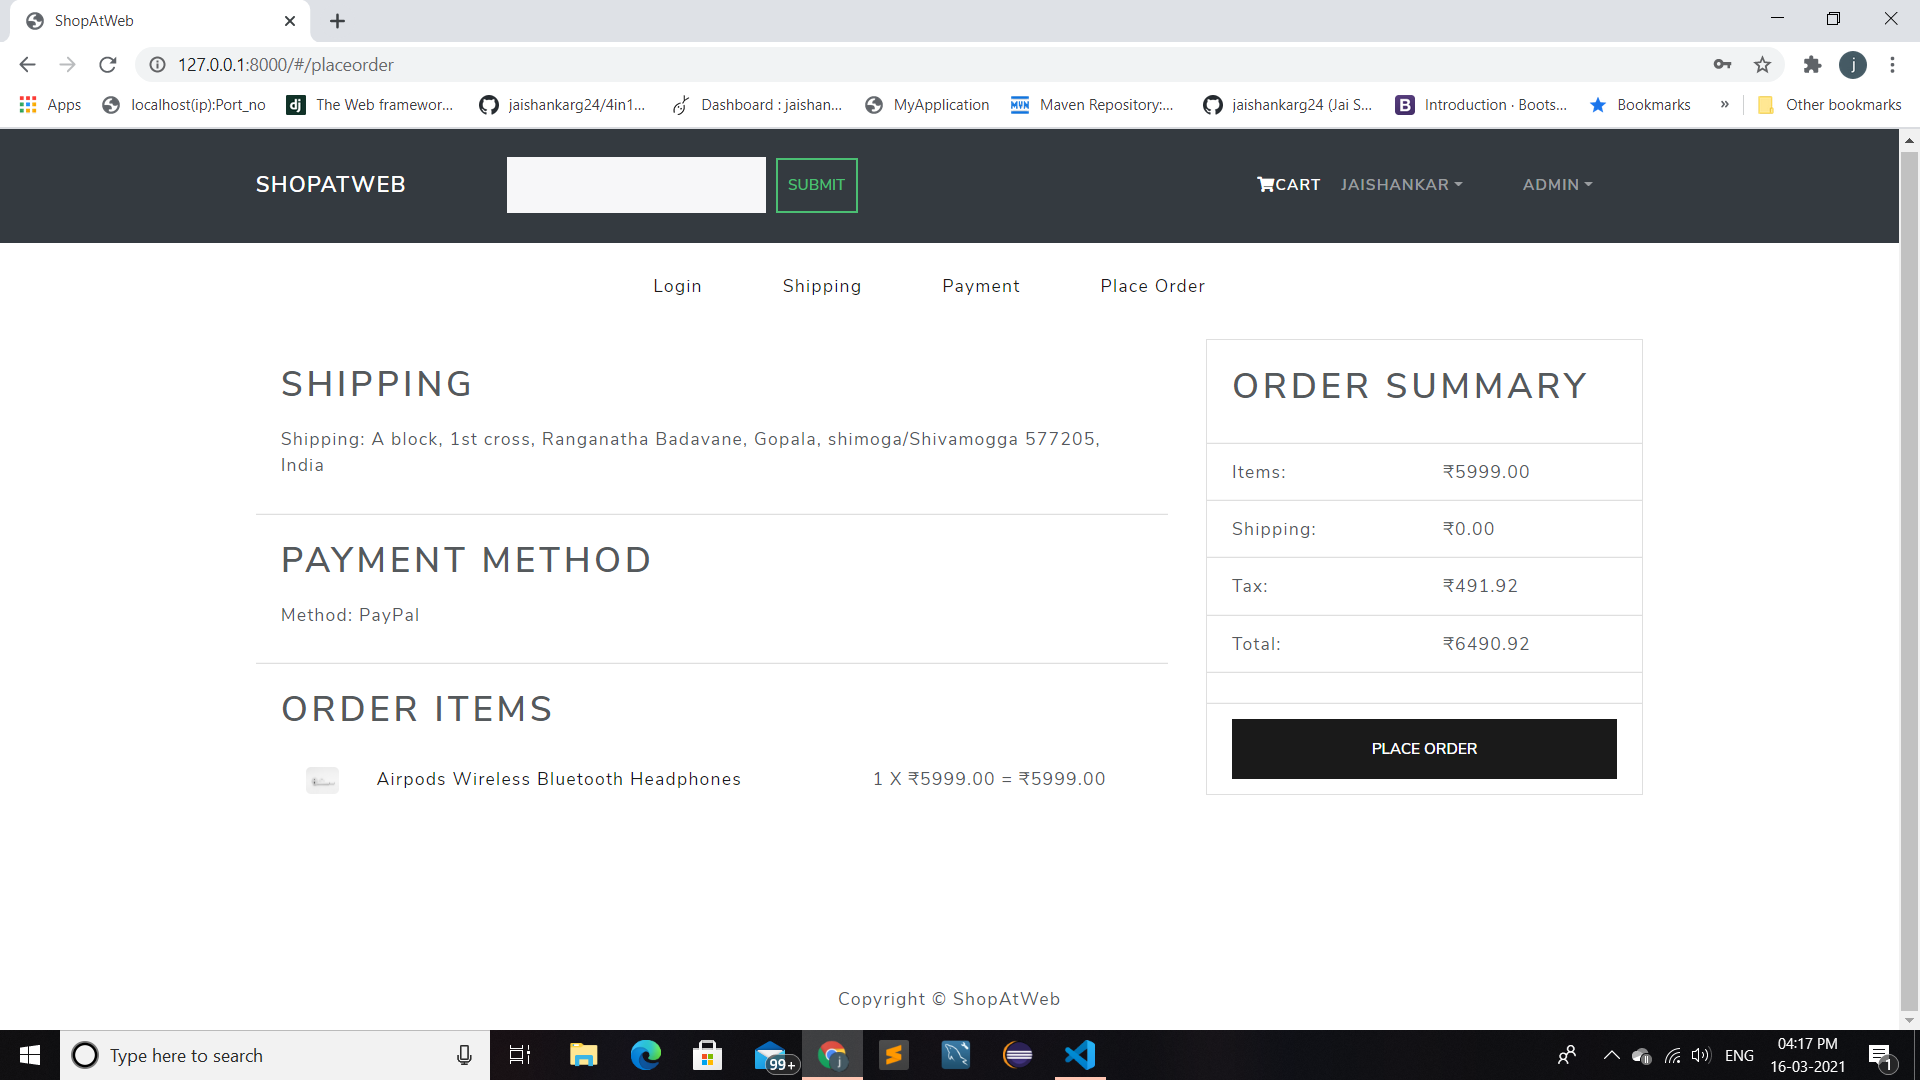 ShopAtWeb
127.0.0.1:8000/#/placeorder
j
Apps
localhost(ip):Port_no
dj
The Web framewor...
jaishankarg24/4in1...
Dashboard : jaishan...
MyApplication
MVN
Maven Repository:...
jaishankarg24 (Jai S...
B
Introduction · Boots...
Bookmarks
»
Other bookmarks
SHOPATWEB
SUBMIT
CART
JAISHANKAR
ADMIN
Login
Shipping
Payment
Place Order
SHIPPING
Shipping: A block, 1st cross, Ranganatha Badavane, Gopala, shimoga/Shivamogga 577205,
India
PAYMENT METHOD
Method: PayPal
ORDER ITEMS
Airpods Wireless Bluetooth Headphones
1 X ₹5999.00 = ₹5999.00
ORDER SUMMARY
Items: ₹5999.00
Shipping: ₹0.00
Tax: ₹491.92
Total: ₹6490.92
PLACE ORDER
Copyright © ShopAtWeb
Type here to search
99+
j
ENG
04:17 PM
16-03-2021
1